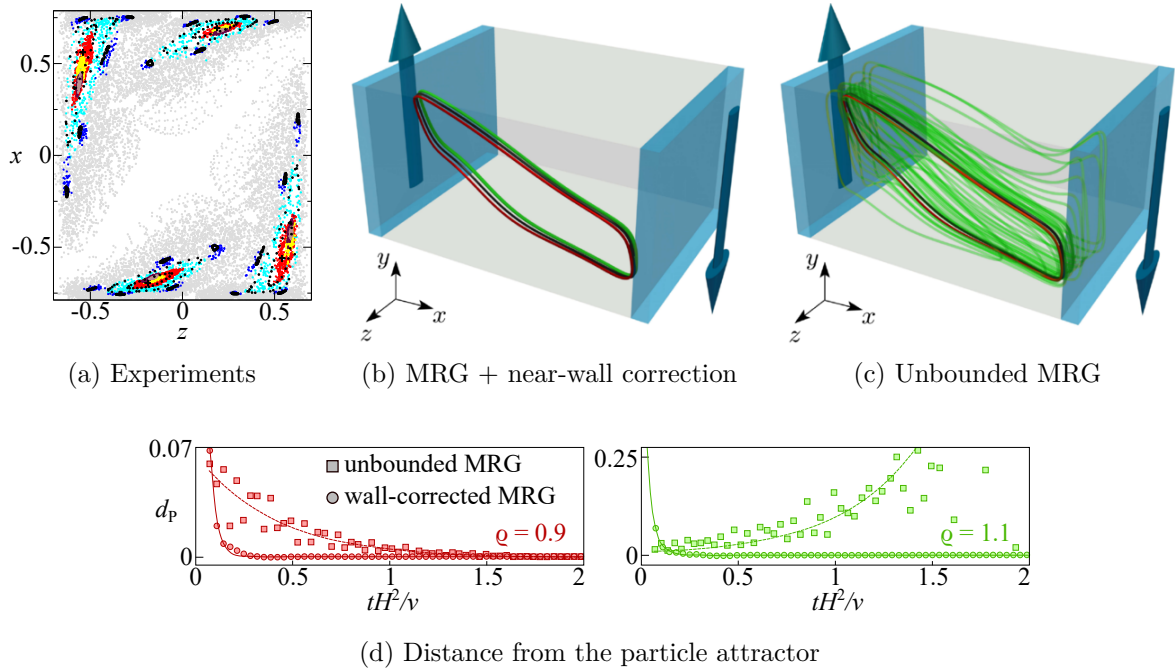 0.5
x 0
-0.5
-0.5 0 0.5
z
y
x
z
y
x
z
(a) Experiments
(b) MRG + near-wall correction
(c) Unbounded MRG
0.07
unbounded MRG
wall-corrected MRG
d_P
ϱ = 0.9
0
0 0.5 1 1.5 2
tH²/ν
0.25
ϱ = 1.1
0
0 0.5 1 1.5 2
tH²/ν
(d) Distance from the particle attractor